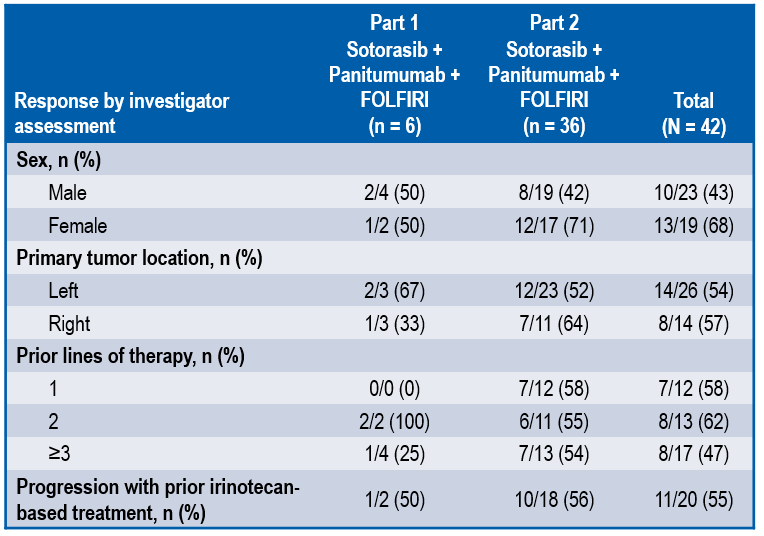 Response by investigator assessment | Part 1 Sotorasib + Panitumumab + FOLFIRI (n = 6) | Part 2 Sotorasib + Panitumumab + FOLFIRI (n = 36) | Total (N = 42)
Sex, n (%)
Male 2/4 (50) 8/19 (42) 10/23 (43)
Female 1/2 (50) 12/17 (71) 13/19 (68)
Primary tumor location, n (%)
Left 2/3 (67) 12/23 (52) 14/26 (54)
Right 1/3 (33) 7/11 (64) 8/14 (57)
Prior lines of therapy, n (%)
1 0/0 (0) 7/12 (58) 7/12 (58)
2 2/2 (100) 6/11 (55) 8/13 (62)
≥3 1/4 (25) 7/13 (54) 8/17 (47)
Progression with prior irinotecan-
based treatment, n (%) 1/2 (50) 10/18 (56) 11/20 (55)